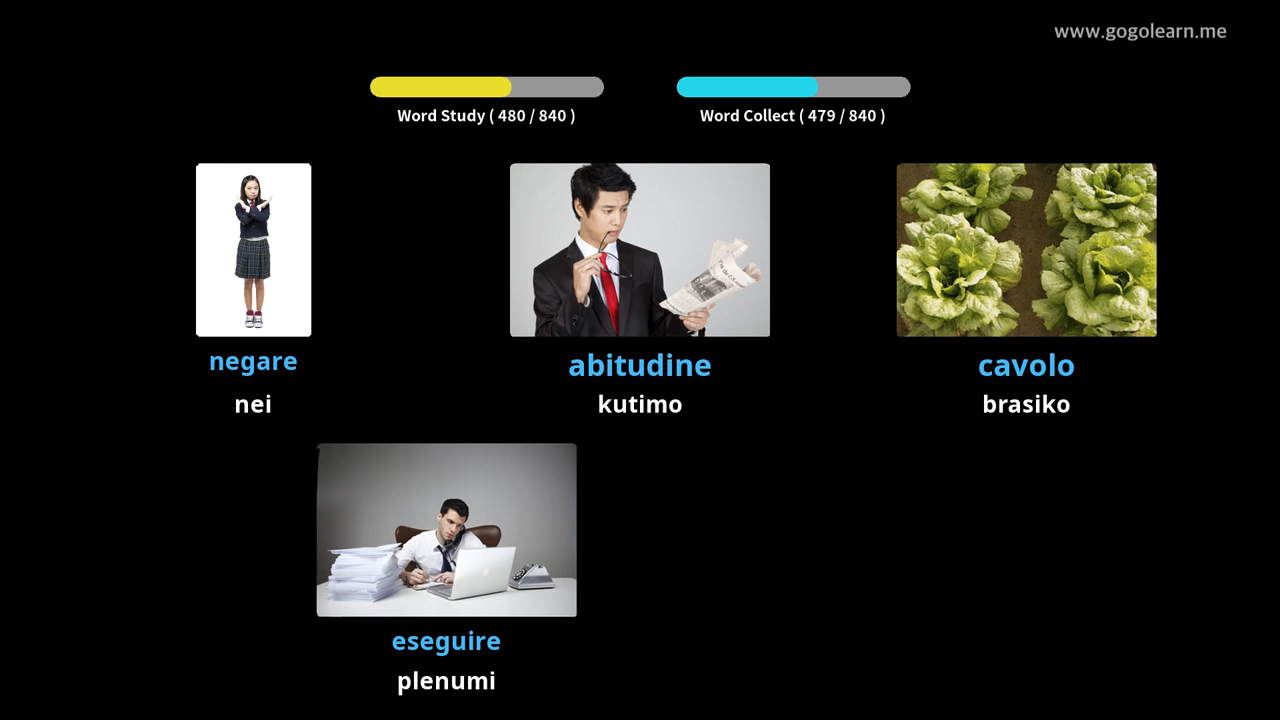 www.gogolearn.me
Word Study ( 480 / 840 )
Word Collect ( 479 / 840 )
negare
nei
abitudine
kutimo
cavolo
brasiko
eseguire
plenumi